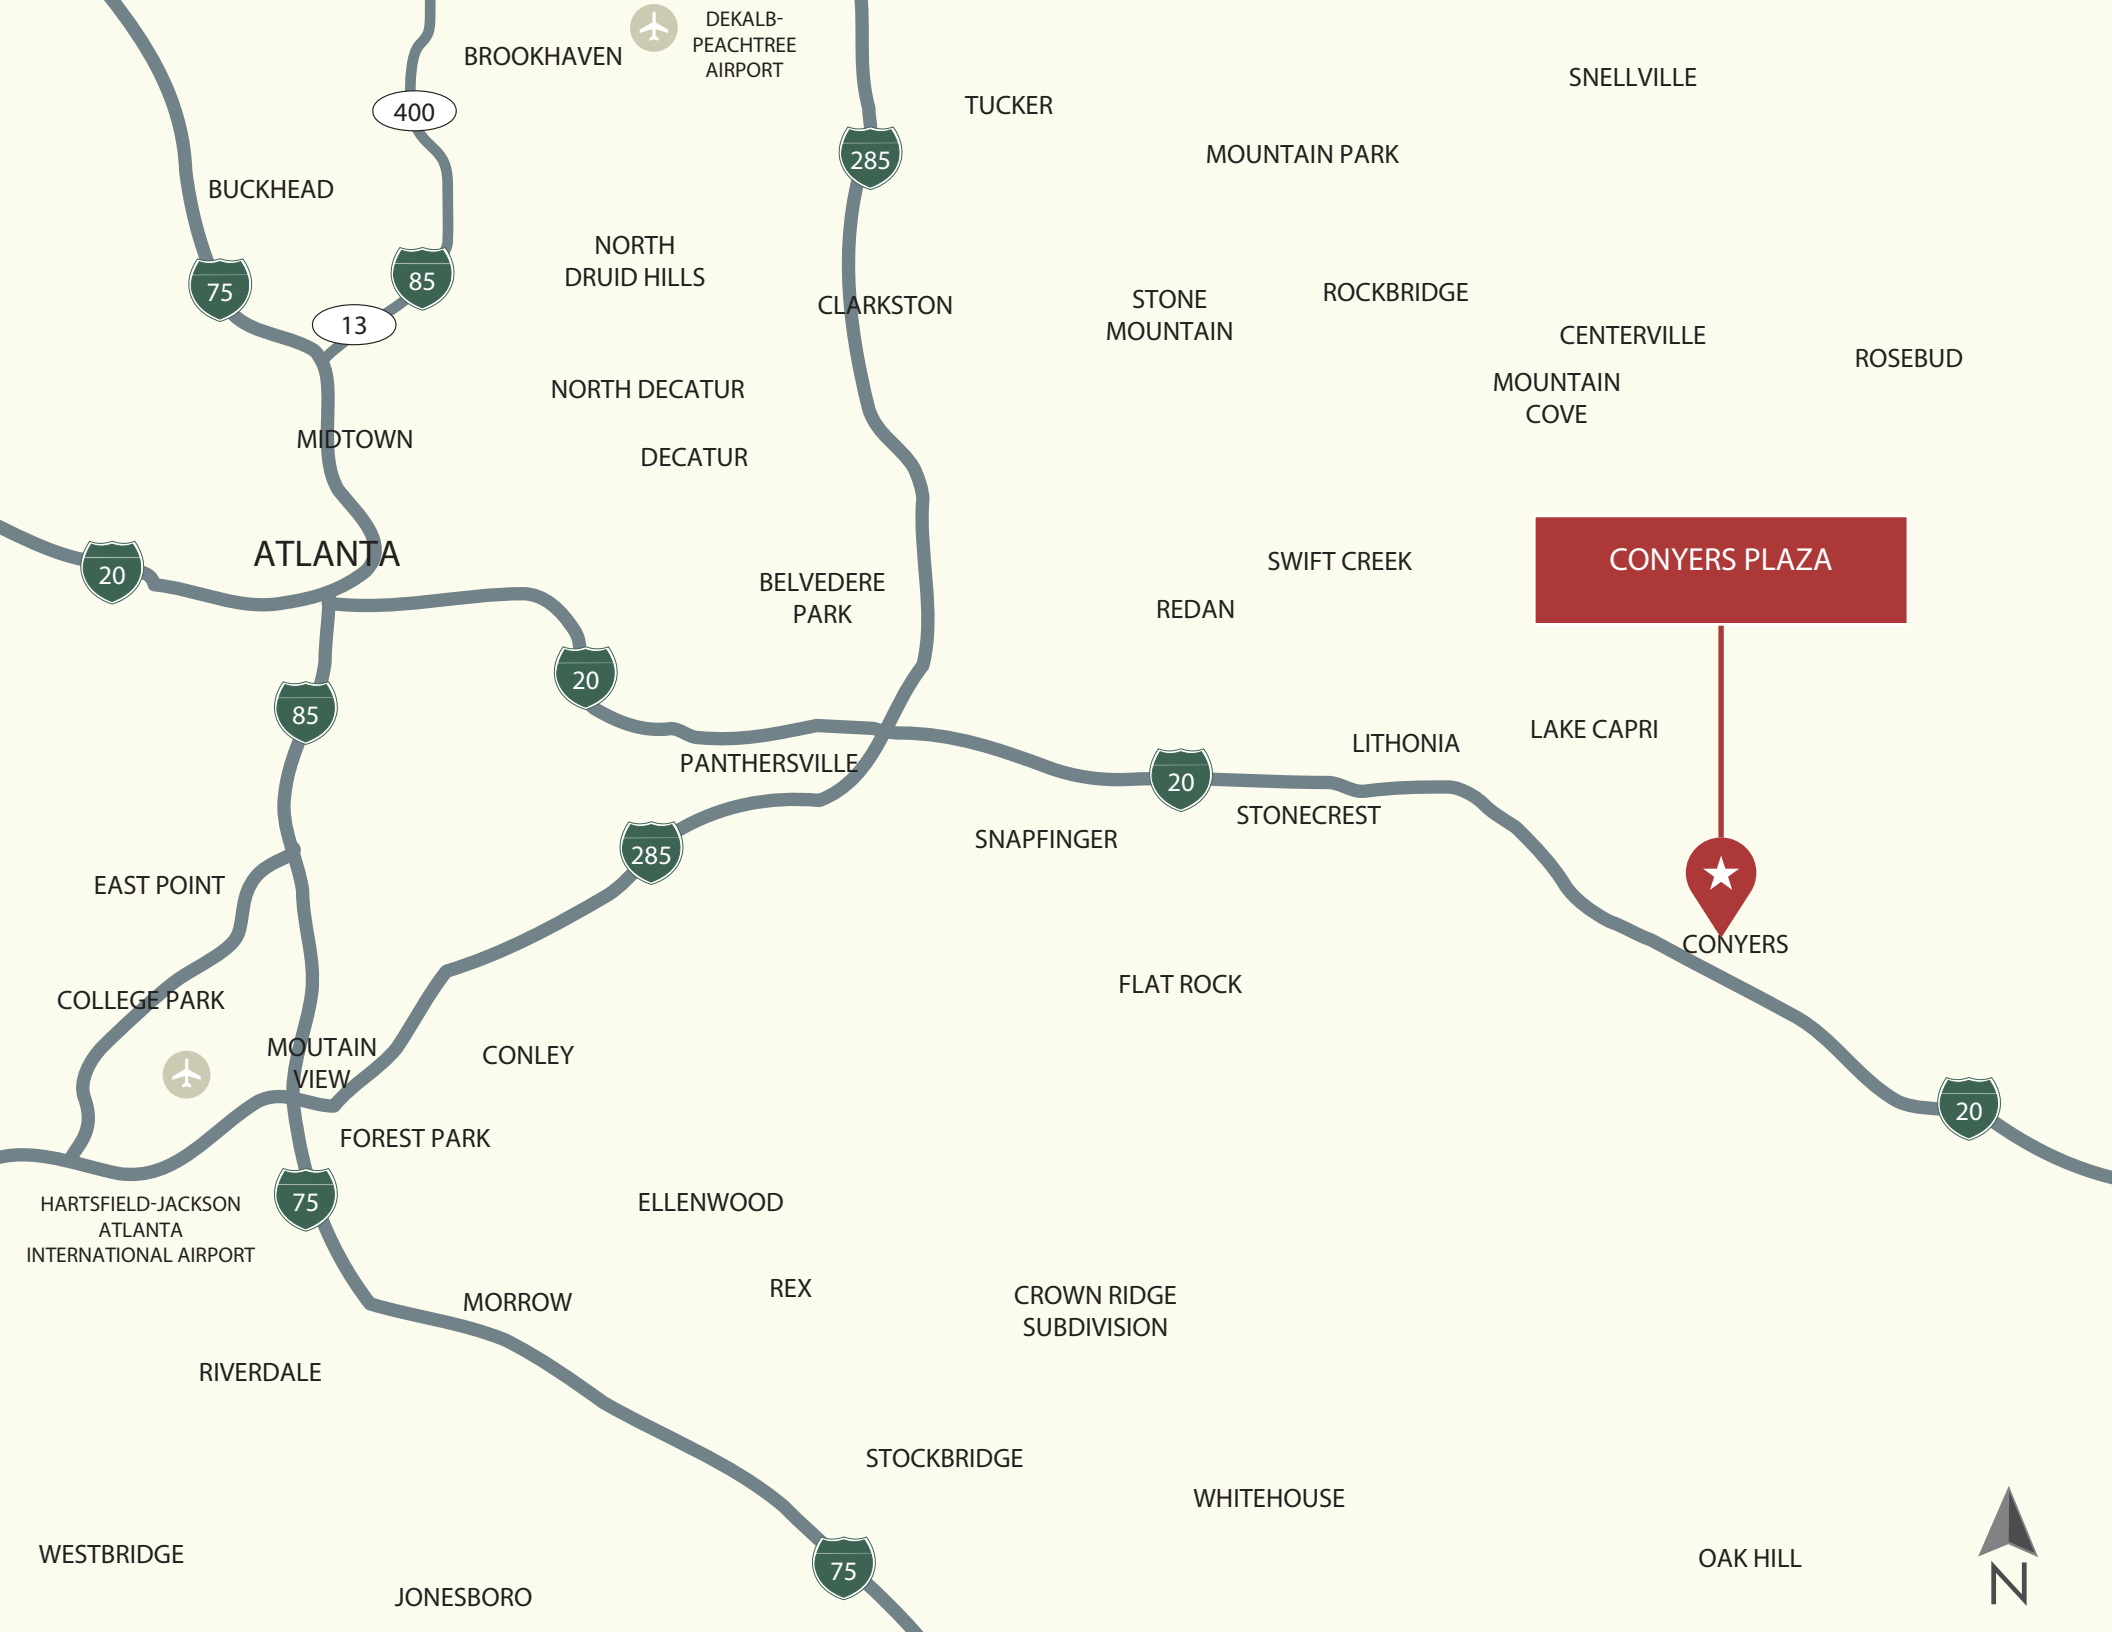 DEKALB-
PEACHTREE
AIRPORT
BROOKHAVEN
SNELLVILLE
TUCKER
400
MOUNTAIN PARK
285
BUCKHEAD
NORTH
DRUID HILLS
75
85
CLARKSTON
STONE
MOUNTAIN
ROCKBRIDGE
13
CENTERVILLE
ROSEBUD
MOUNTAIN
COVE
NORTH DECATUR
MIDTOWN
DECATUR
ATLANTA
20
SWIFT CREEK
CONYERS PLAZA
BELVEDERE
PARK
REDAN
20
85
LAKE CAPRI
LITHONIA
PANTHERSVILLE
20
STONECREST
SNAPFINGER
285
EAST POINT
CONYERS
FLAT ROCK
COLLEGE PARK
MOUTAIN
VIEW
CONLEY
20
FOREST PARK
75
HARTSFIELD-JACKSON
ATLANTA
INTERNATIONAL AIRPORT
ELLENWOOD
REX
MORROW
CROWN RIDGE
SUBDIVISION
RIVERDALE
STOCKBRIDGE
WHITEHOUSE
WESTBRIDGE
75
OAK HILL
JONESBORO
N